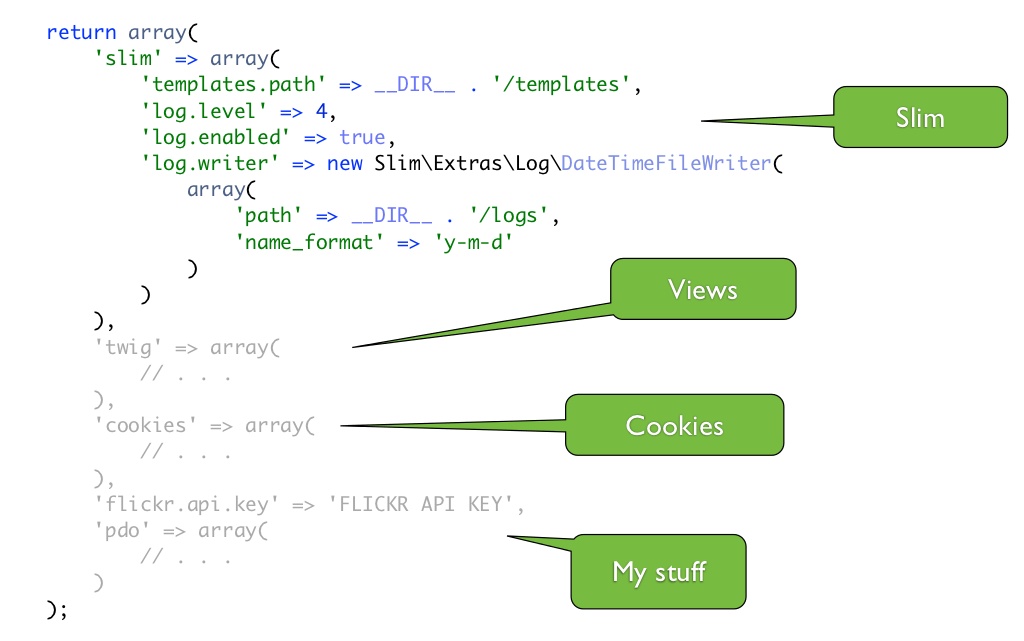 return array(
    'slim' => array(
        'templates.path' => __DIR__ . '/templates',
        'log.level' => 4,
        'log.enabled' => true,
        'log.writer' => new Slim\Extras\Log\DateTimeFileWriter(
            array(
                'path' => __DIR__ . '/logs',
                'name_format' => 'y-m-d'
            )
        )
    ),
    'twig' => array(
        // . . .
    ),
    'cookies' => array(
        // . . .
    ),
    'flickr.api.key' => 'FLICKR API KEY',
    'pdo' => array(
        // . . .
    )
);
Slim
Views
Cookies
My stuff